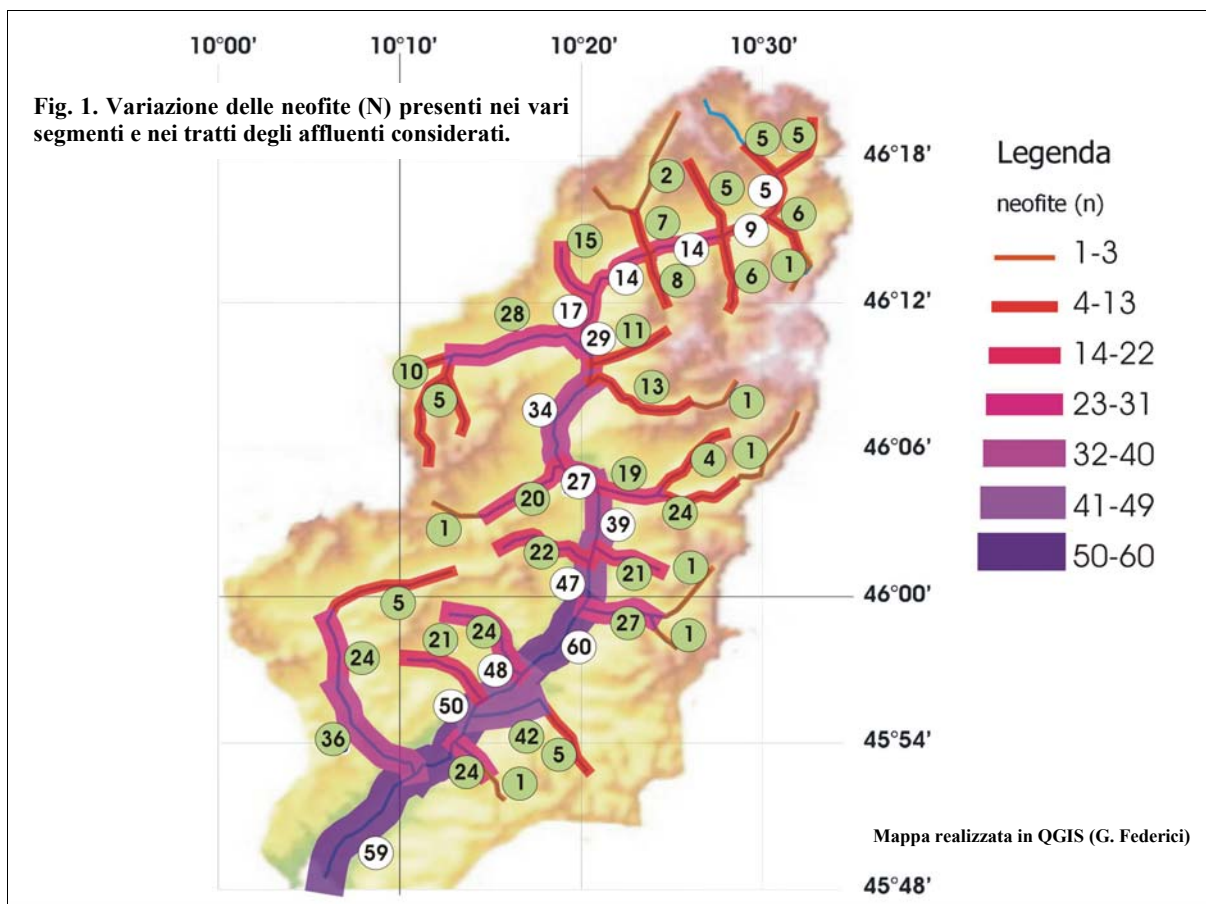 10°00’ 10°10’ 10°20’ 10°30’
Fig. 1. Variazione delle neofite (N) presenti nei vari
segmenti e nei tratti degli affluenti considerati.
46°18’
46°12’
46°06’
46°00’
45°54’
45°48’
5 5
2 5 5
7 6
15 9
14
14 8 6 1
28 17
29 11
10
5 13 1
34
1
19 4
27
20 24
1 39
22
47 21 1
5
24 27 1
21 60
24 48
50
36 42 5
24 1
59
Legenda
neofite (n)
1-3
4-13
14-22
23-31
32-40
41-49
50-60
Mappa realizzata in QGIS (G. Federici)